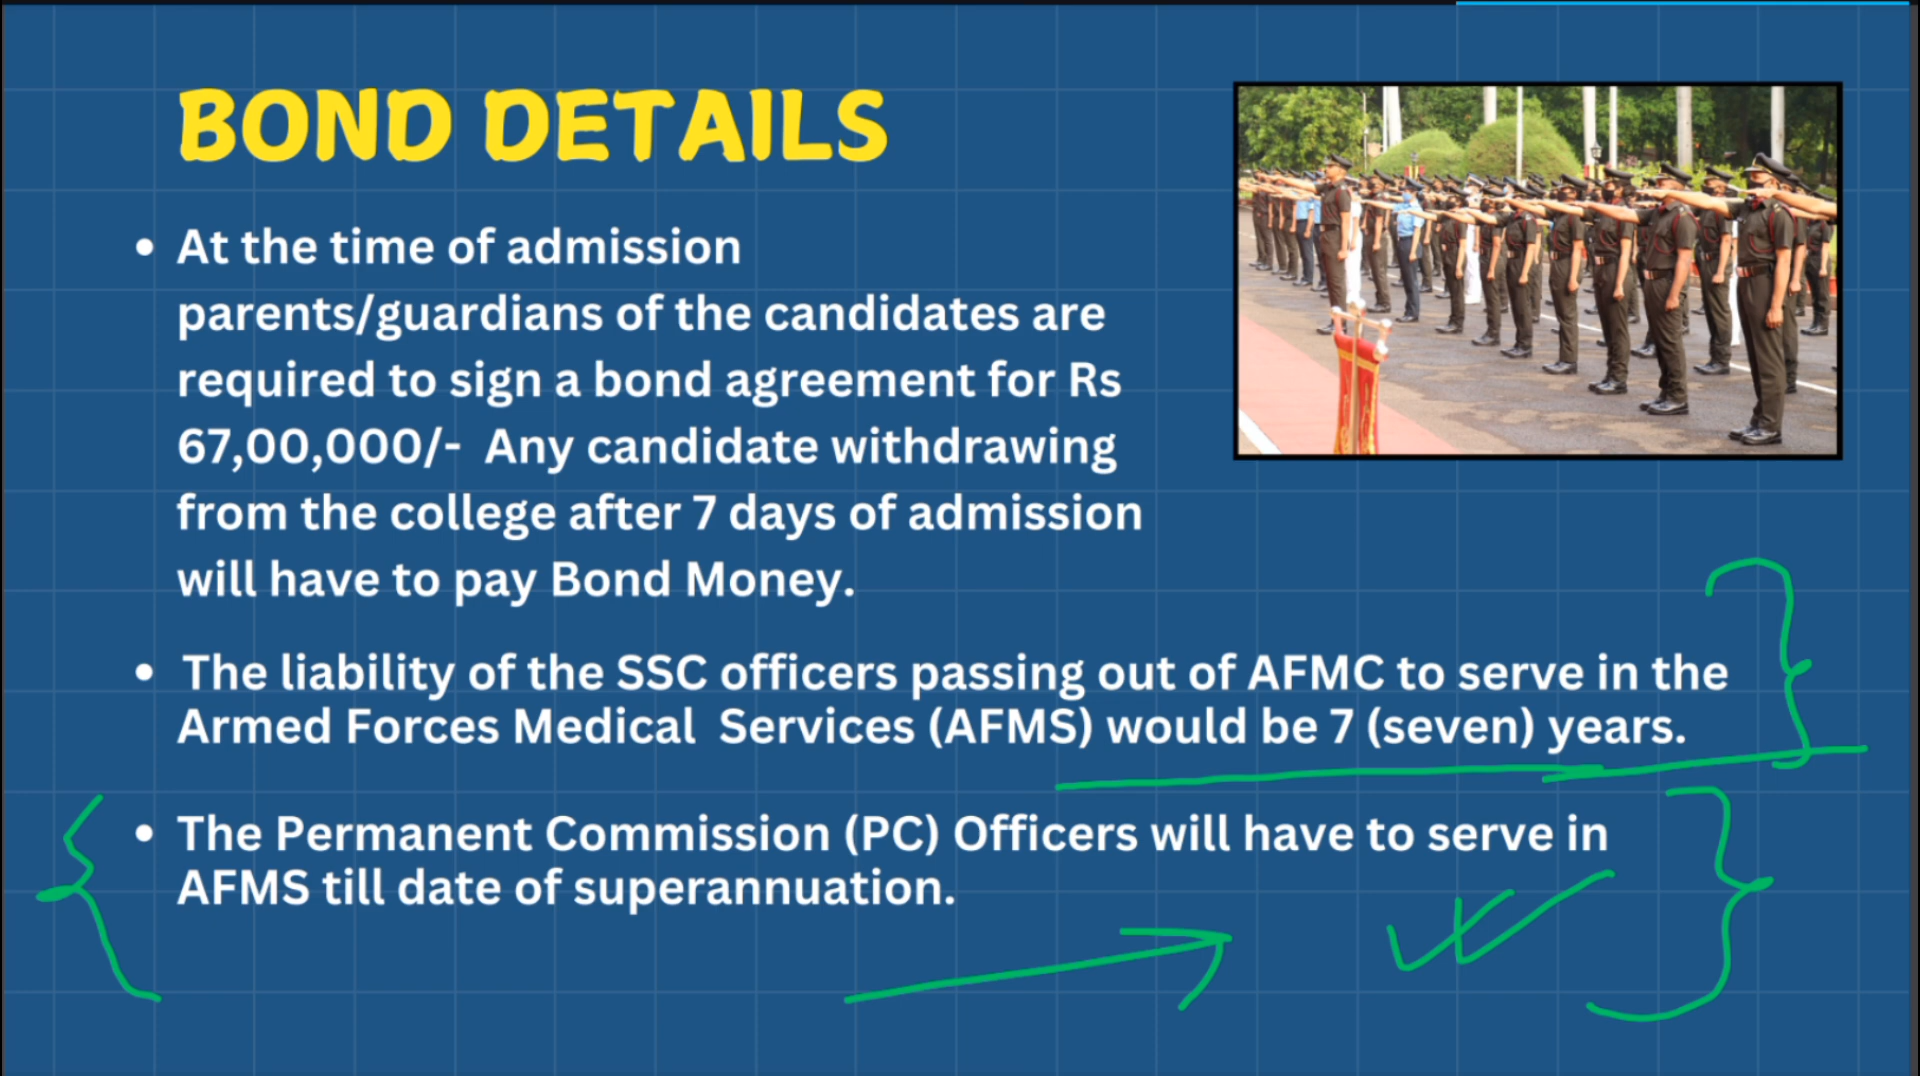 BOND DETAILS
• At the time of admission
parents/guardians of the candidates are
required to sign a bond agreement for Rs
67,00,000/-  Any candidate withdrawing
from the college after 7 days of admission
will have to pay Bond Money.
• The liability of the SSC officers passing out of AFMC to serve in the
Armed Forces Medical  Services (AFMS) would be 7 (seven) years.
• The Permanent Commission (PC) Officers will have to serve in
AFMS till date of superannuation.